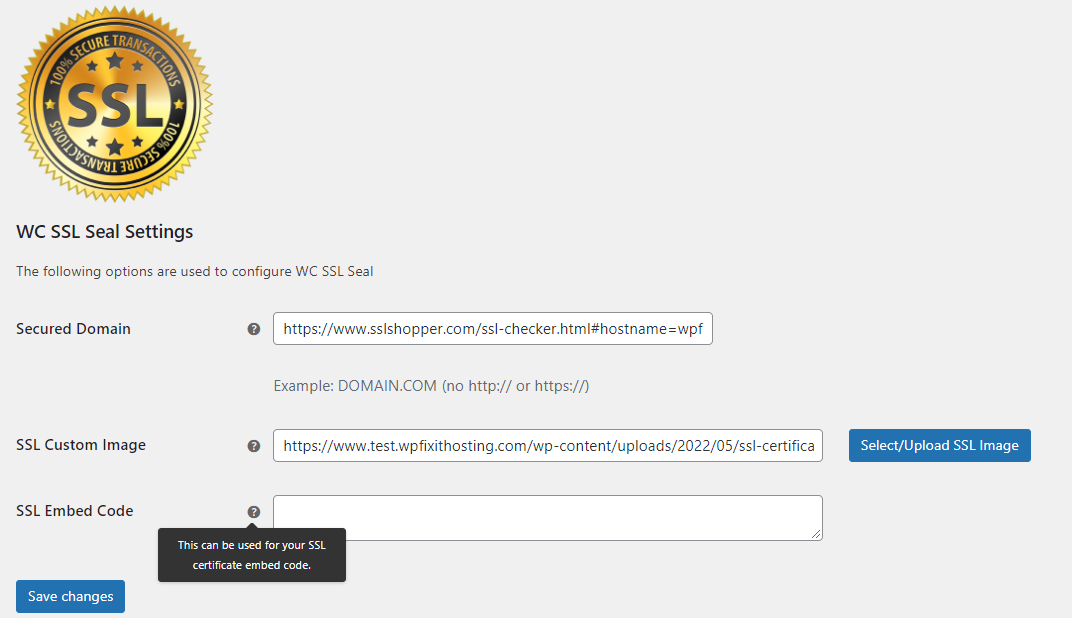 100% SECURE TRANSACTIONS
SSL
100% SECURE TRANSACTIONS
WC SSL Seal Settings
The following options are used to configure WC SSL Seal
Secured Domain ? https://www.sslshopper.com/ssl-checker.html#hostname=wpf
Example: DOMAIN.COM (no http:// or https://)
SSL Custom Image ? https://www.test.wpfixithosting.com/wp-content/uploads/2022/05/ssl-certifica Select/Upload SSL Image
SSL Embed Code ?
This can be used for your SSL
certificate embed code.
Save changes